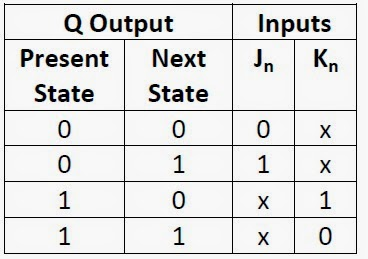 Q Output Inputs
Present State Next State Jn Kn
0 0 0 x
0 1 1 x
1 0 x 1
1 1 x 0